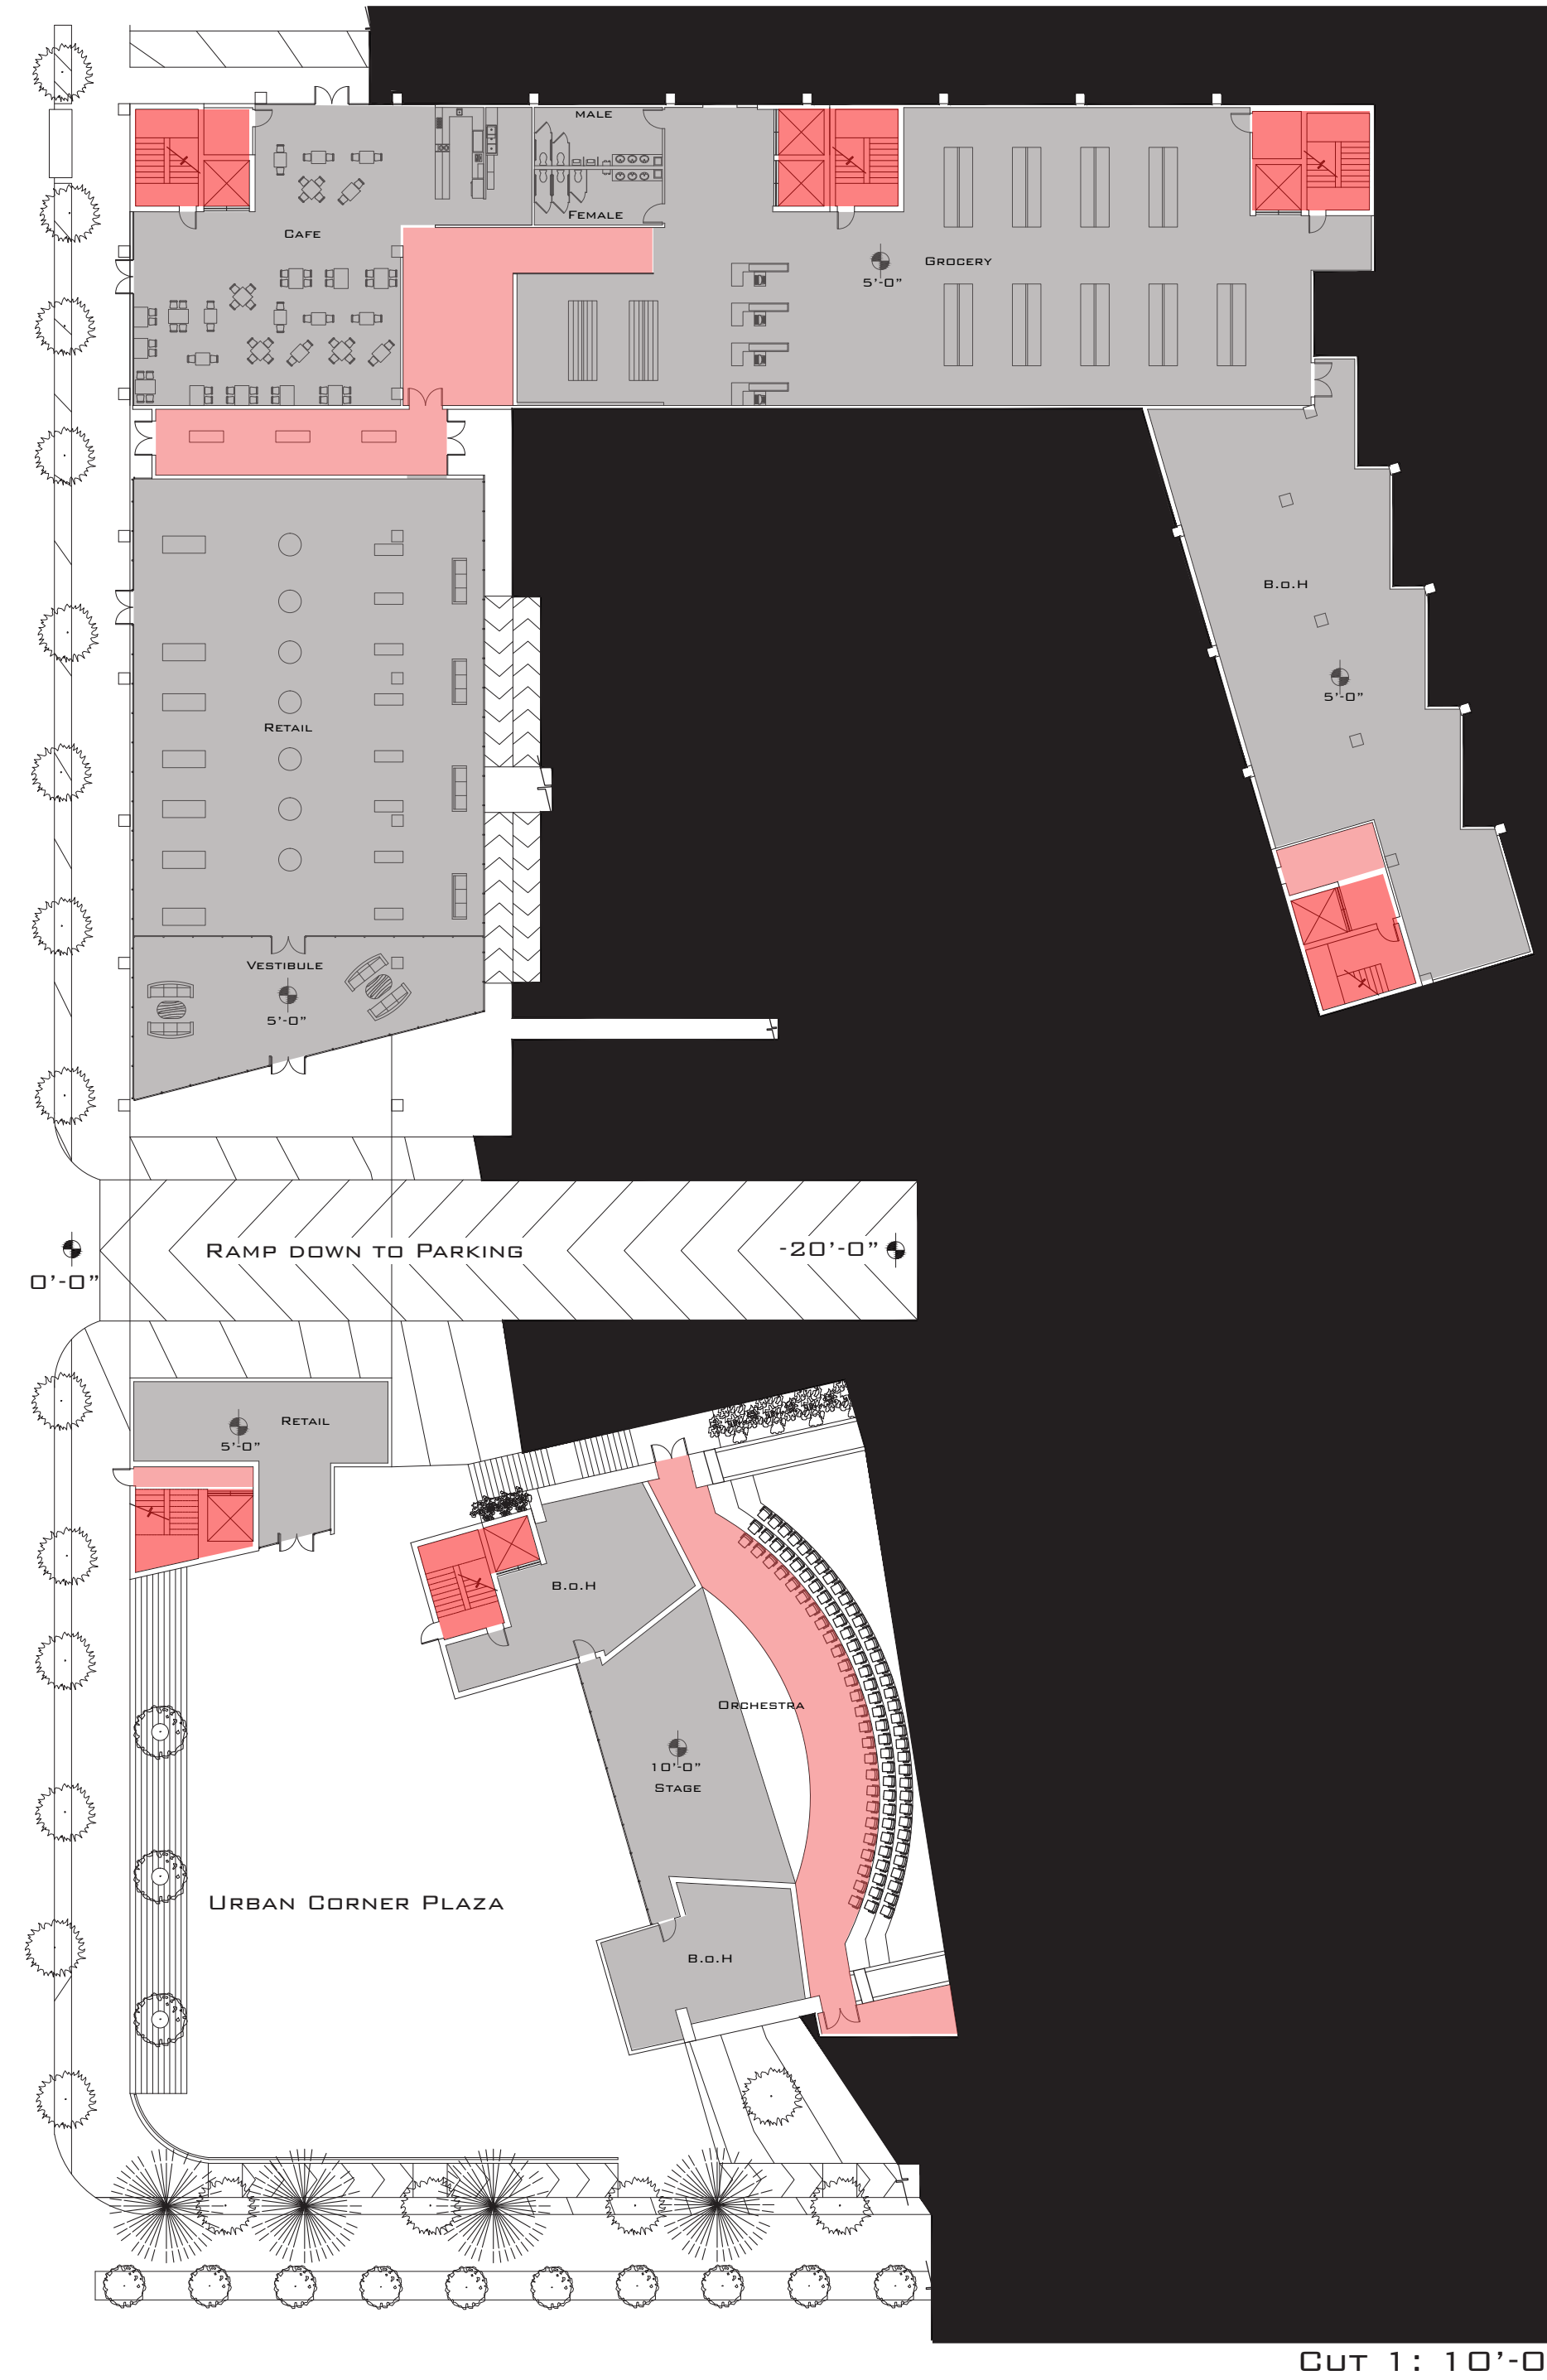 MALE
FEMALE
CAFE
GROCERY
5'-0"
B.O.H
5'-0"
RETAIL
VESTIBULE
5'-0"
RAMP DOWN TO PARKING
-20'-0"
0'-0"
RETAIL
5'-0"
B.O.H
ORCHESTRA
10'-0"
STAGE
URBAN CORNER PLAZA
B.O.H
CUT 1: 10'-0